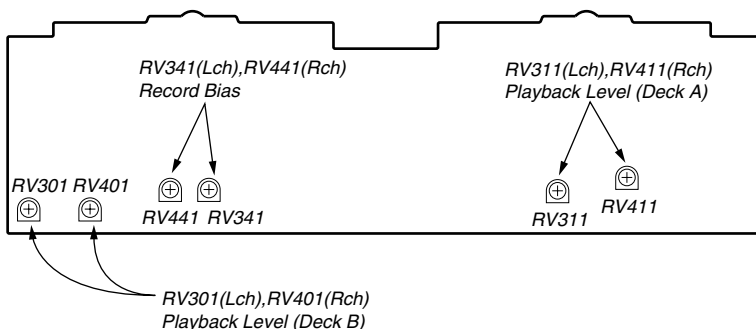 RV341(Lch),RV441(Rch)
Record Bias
RV311(Lch),RV411(Rch)
Playback Level (Deck A)
RV301 RV401
RV441 RV341
RV311
RV411
RV301(Lch),RV401(Rch)
Playback Level (Deck B)